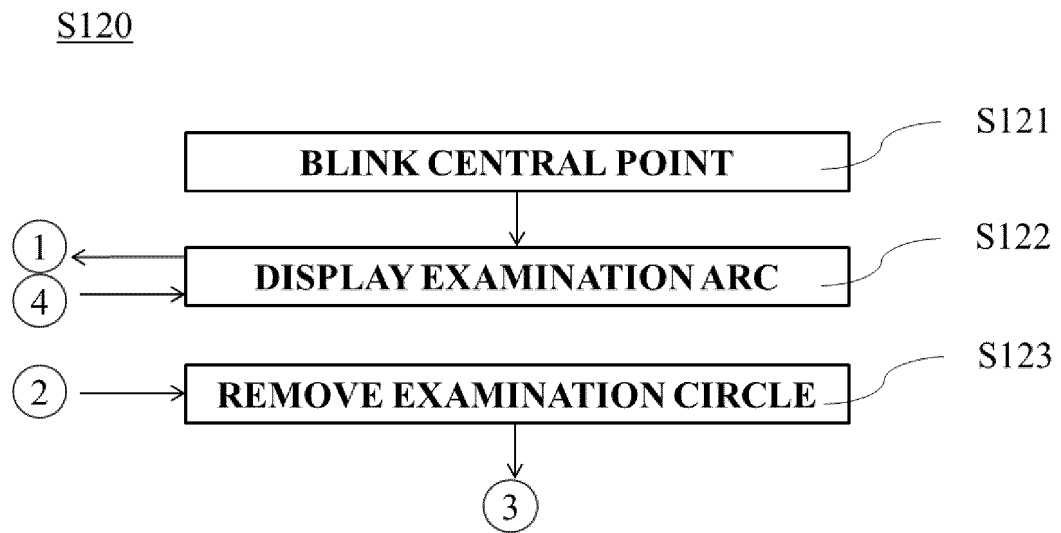 S120
S121
BLINK CENTRAL POINT
1
S122
DISPLAY EXAMINATION ARC
4
S123
2
REMOVE EXAMINATION CIRCLE
3